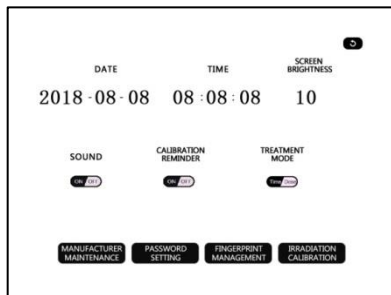 DATE TIME SCREEN BRIGHTNESS
2018-08-08 08:08:08 10
SOUND CALIBRATION REMINDER TREATMENT MODE
ON OFF ON OFF Time Dose
MANUFACTURER MAINTENANCE PASSWORD SETTING FINGERPRINT MANAGEMENT IRRADIATION CALIBRATION